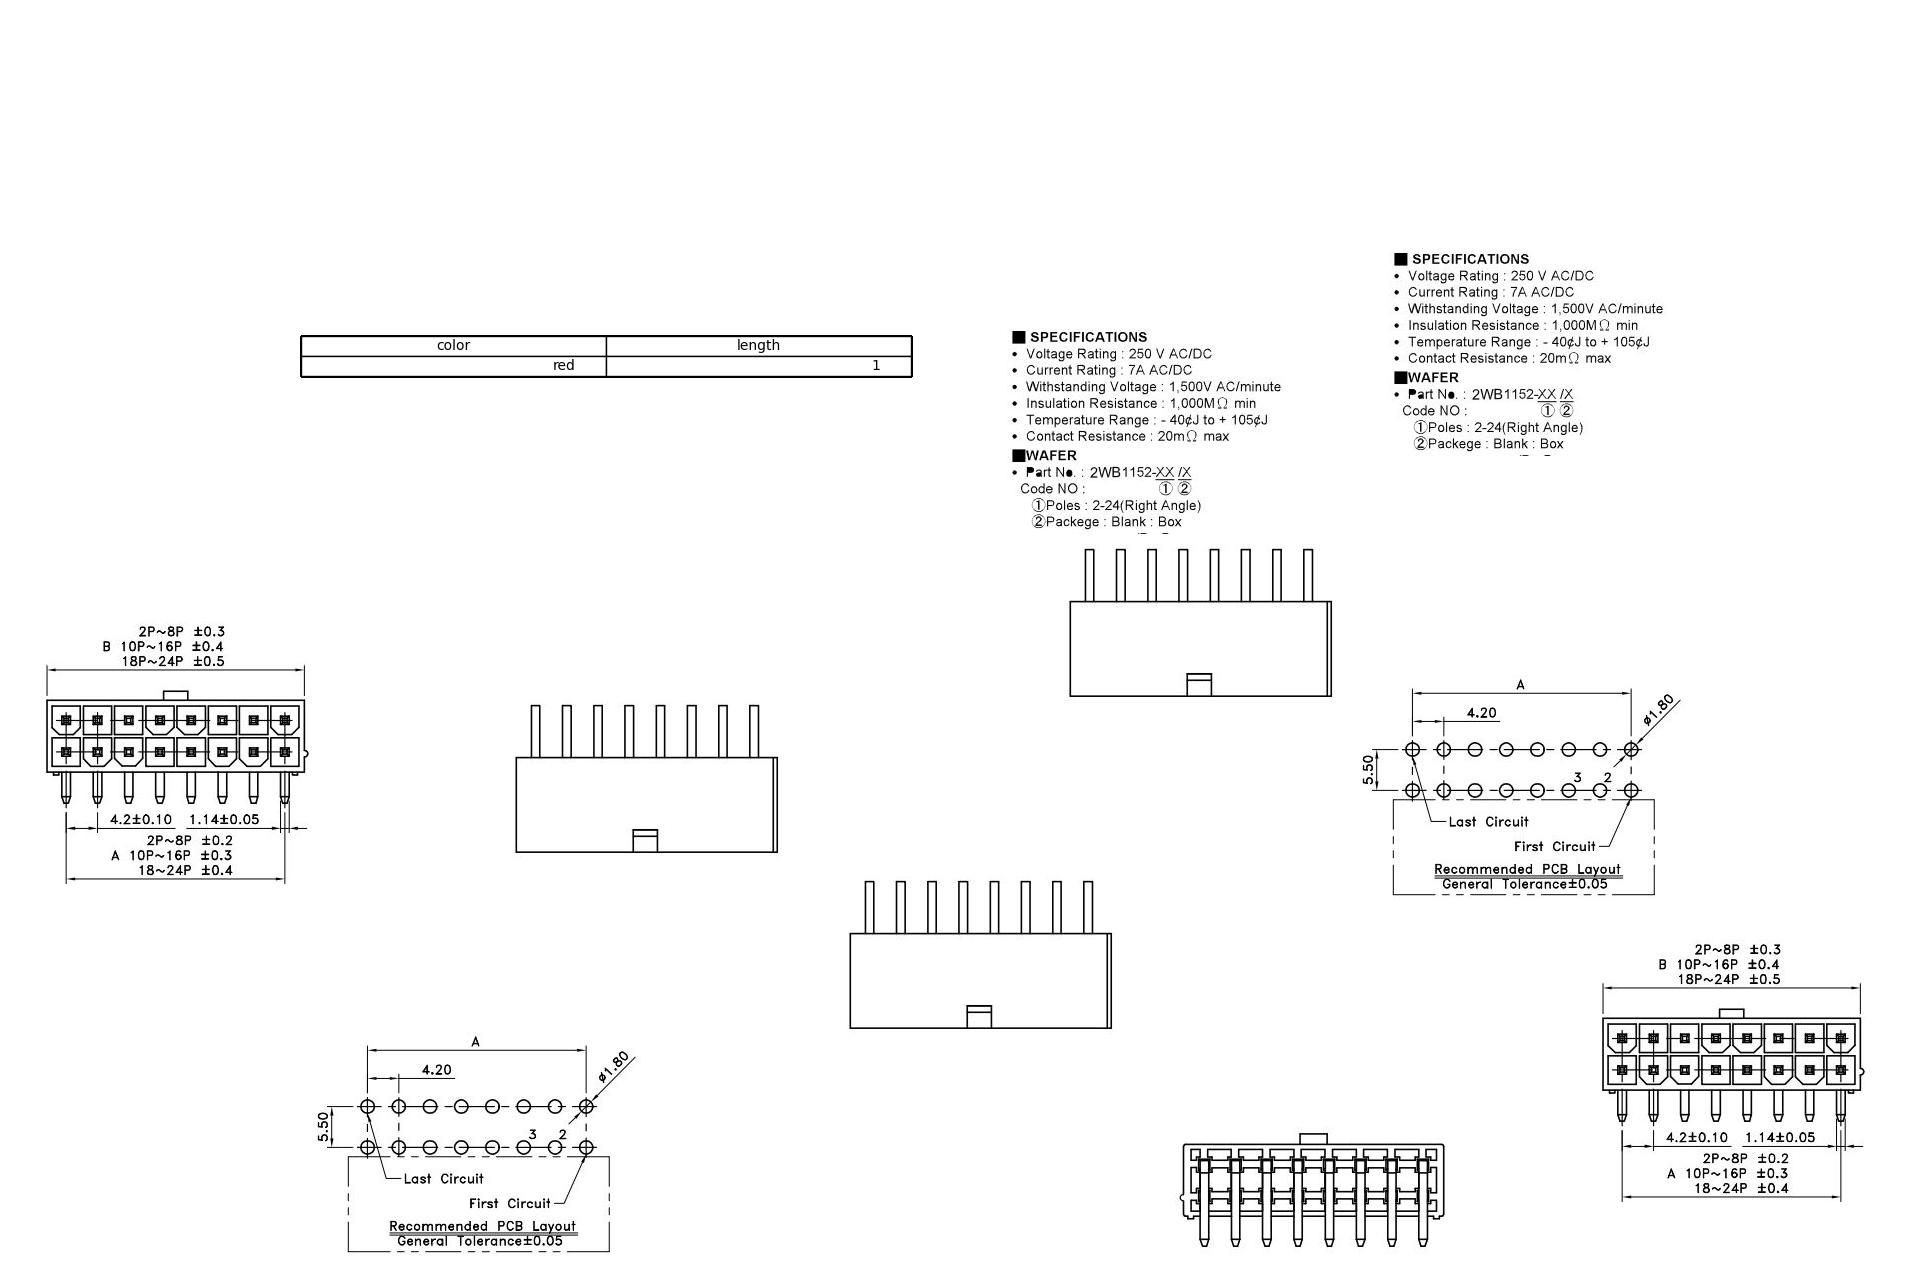 color length
red 1
■ SPECIFICATIONS
• Voltage Rating : 250 V AC/DC
• Current Rating : 7A AC/DC
• Withstanding Voltage : 1,500V AC/minute
• Insulation Resistance : 1,000MΩ min
• Temperature Range : - 40¢J to + 105¢J
• Contact Resistance : 20mΩ max
■WAFER
• Part No. : 2WB1152-XX /X
Code NO : ① ②
①Poles : 2-24(Right Angle)
②Packege : Blank : Box
■ SPECIFICATIONS
• Voltage Rating : 250 V AC/DC
• Current Rating : 7A AC/DC
• Withstanding Voltage : 1,500V AC/minute
• Insulation Resistance : 1,000MΩ min
• Temperature Range : - 40¢J to + 105¢J
• Contact Resistance : 20mΩ max
■WAFER
• Part No. : 2WB1152-XX /X
Code NO : ① ②
①Poles : 2-24(Right Angle)
②Packege : Blank : Box
2P~8P ±0.3
B 10P~16P ±0.4
18P~24P ±0.5
4.2±0.10 1.14±0.05
2P~8P ±0.2
A 10P~16P ±0.3
18~24P ±0.4
A
4.20
ø1.80
5.50
3 2
Last Circuit
First Circuit
Recommended PCB Layout
General Tolerance±0.05
2P~8P ±0.3
B 10P~16P ±0.4
18P~24P ±0.5
4.2±0.10 1.14±0.05
2P~8P ±0.2
A 10P~16P ±0.3
18~24P ±0.4
A
4.20
ø1.80
5.50
3 2
Last Circuit
First Circuit
Recommended PCB Layout
General Tolerance±0.05